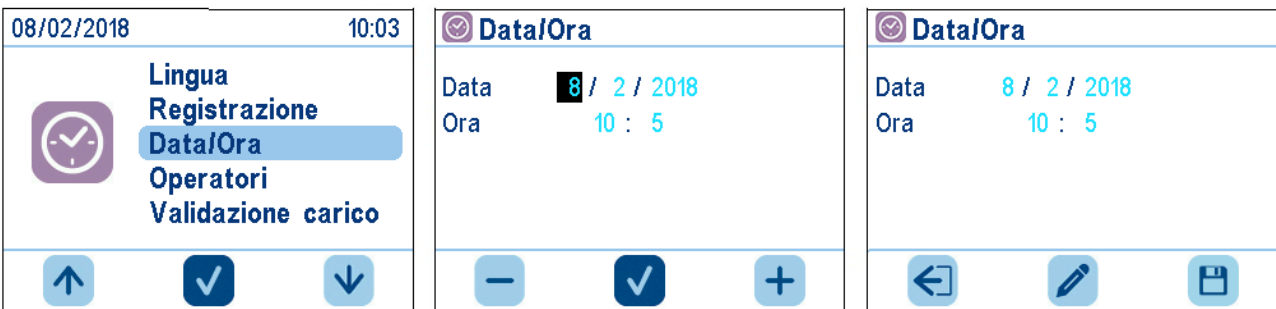 08/02/2018 10:03
Lingua
Registrazione
Data/Ora
Operatori
Validazione carico
Data/Ora
Data 8 / 2 / 2018
Ora 10 : 5
Data/Ora
Data 8 / 2 / 2018
Ora 10 : 5